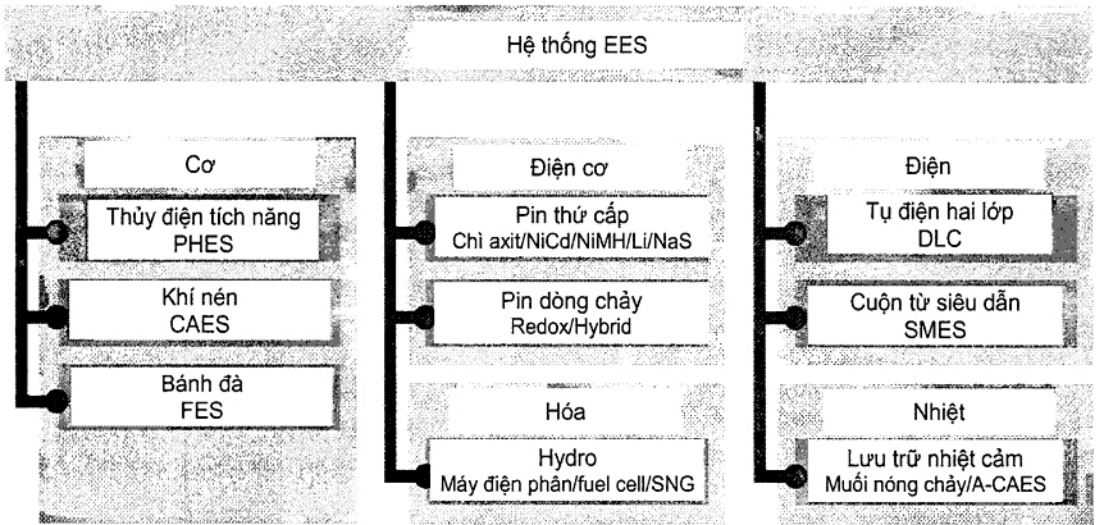 Hệ thống EES
Cơ
Thủy điện tích năng
PHES
Khí nén
CAES
Bánh đà
FES
Điện cơ
Pin thứ cấp
Chì axit/NiCd/NiMH/Li/NaS
Pin dòng chảy
Redox/Hybrid
Hóa
Hydro
Máy điện phân/fuel cell/SNG
Điện
Tụ điện hai lớp
DLC
Cuộn từ siêu dẫn
SMES
Nhiệt
Lưu trữ nhiệt cảm
Muối nóng chảy/A-CAES